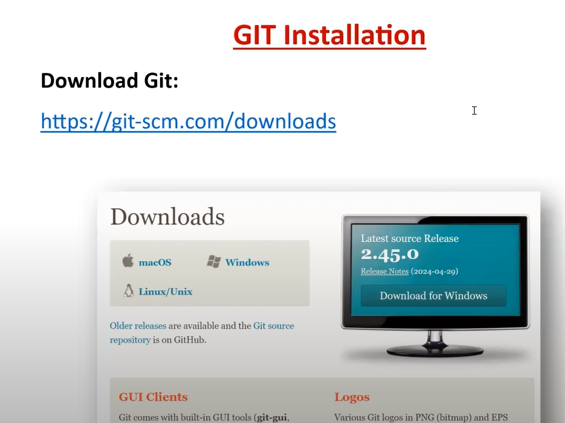 GIT Installation
Download Git:
https://git-scm.com/downloads
Downloads
macOS
Windows
Linux/Unix
Older releases are available and the Git source
repository is on GitHub.
Latest source Release
2.45.0
Release Notes (2024-04-29)
Download for Windows
GUI Clients
Git comes with built-in GUI tools (git-gui,
Logos
Various Git logos in PNG (bitmap) and EPS